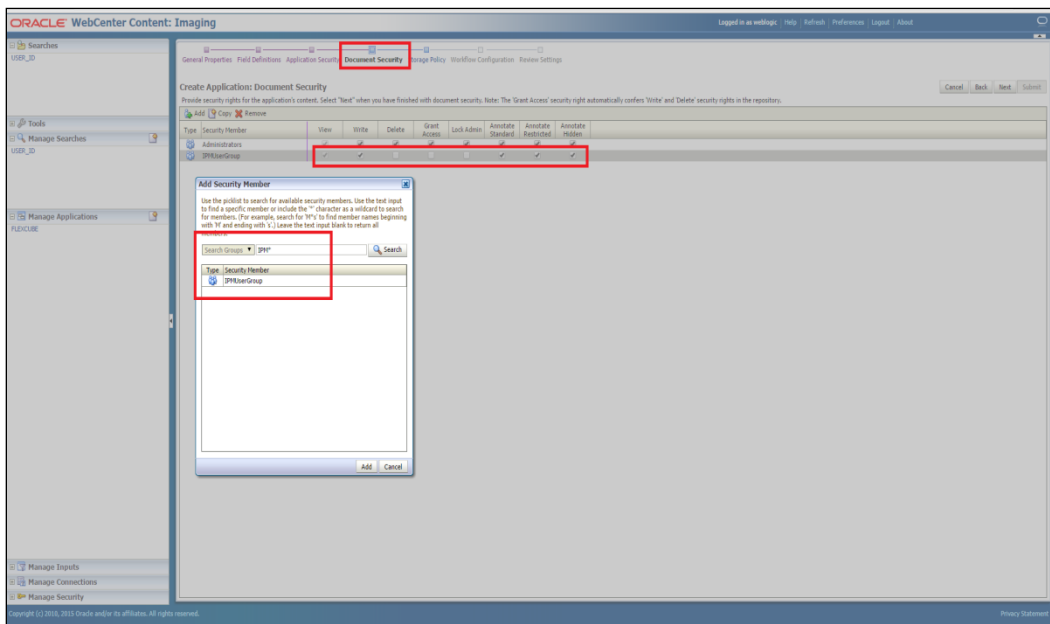 ORACLE WebCenter Content: Imaging
Logged in as weblogic | Help | Refresh | Preferences | Logout | About
Searches
USER_ID
Tools
Manage Searches
USER_ID
Manage Applications
FLEXCUBE
Manage Inputs
Manage Connections
Manage Security
General Properties Field Definitions Application Security Document Security Storage Policy Workflow Configuration Review Settings
Create Application: Document Security
Cancel Back Next Submit
Provide security rights for the application's content. Select "Next" when you have finished with document security. Note: The 'Grant Access' security right automatically confers 'Write' and 'Delete' security rights in the repository.
Add Copy Remove
Type Security Member View Write Delete Grant Access Lock Admin Annotate Standard Annotate Restricted Annotate Hidden
Administrators
IPMUserGroup
Add Security Member
Use the picklist to search for available security members. Use the text input
to find a specific member or include the '*' character as a wildcard to search
for members. (For example, search for 'M*s' to find member names beginning
with 'M' and ending with 's'.) Leave the text input blank to return all
members.
Search Groups IPM* Search
Type Security Member
IPMUserGroup
Add Cancel
Copyright (c) 2010, 2015 Oracle and/or its affiliates. All rights reserved.
Privacy Statement